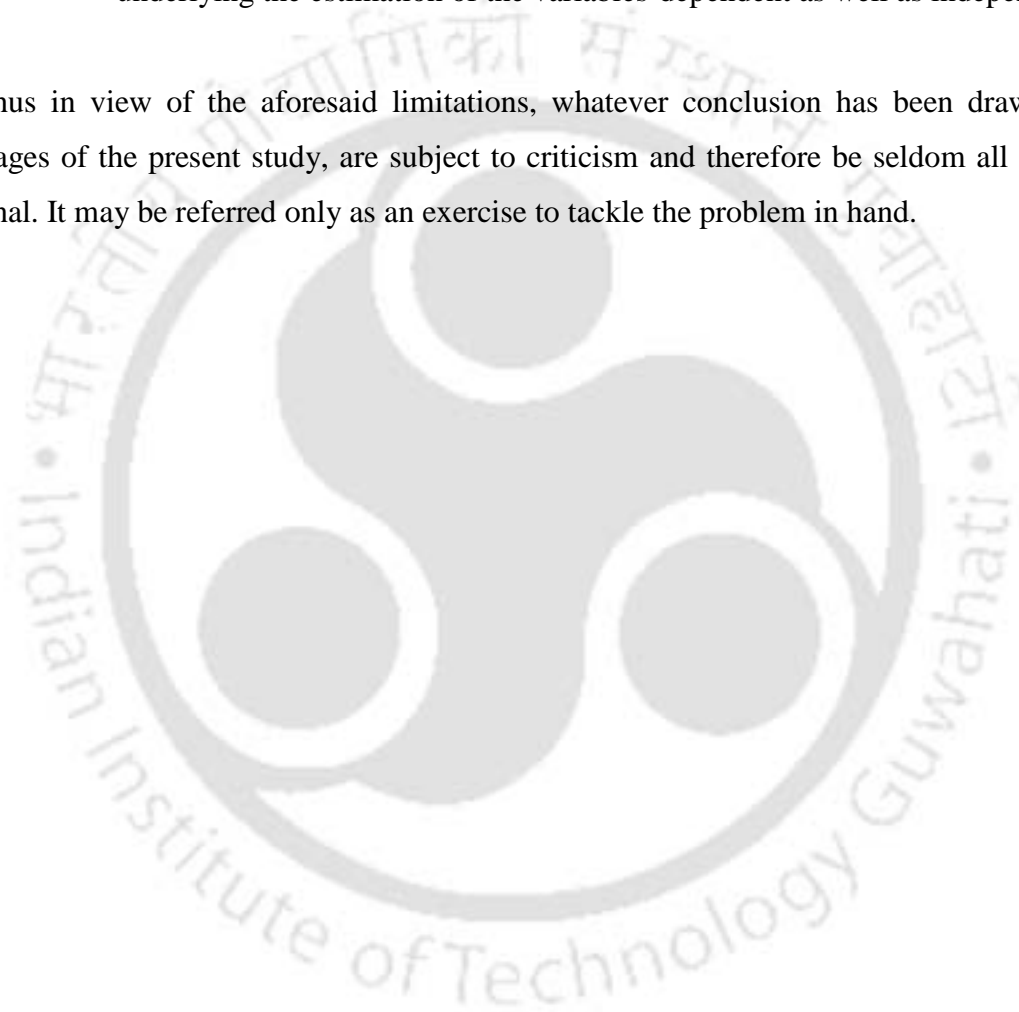 underlying the estimation of the variables-dependent as well as indepe
hus in view of the aforesaid limitations, whatever conclusion has been draw
ages of the present study, are subject to criticism and therefore be seldom all
nal. It may be referred only as an exercise to tackle the problem in hand.
भारतीय प्रौद्योगिकी संस्थान गुवाहाटी
• Indian Institute of Technology Guwahati •